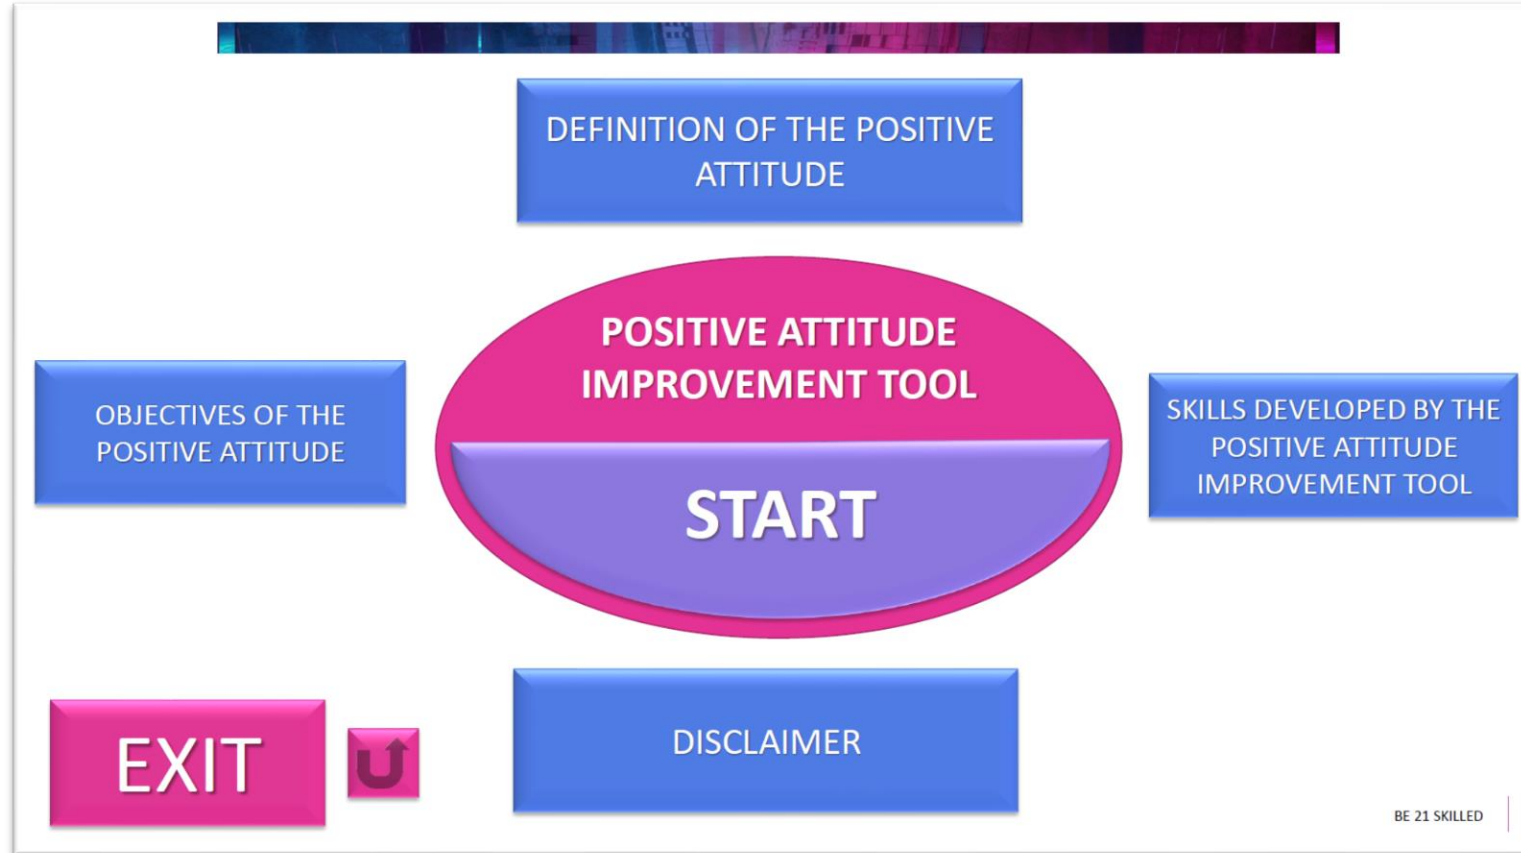 DEFINITION OF THE POSITIVE
ATTITUDE
POSITIVE ATTITUDE
IMPROVEMENT TOOL
START
OBJECTIVES OF THE
POSITIVE ATTITUDE
SKILLS DEVELOPED BY THE
POSITIVE ATTITUDE
IMPROVEMENT TOOL
DISCLAIMER
EXIT
BE 21 SKILLED